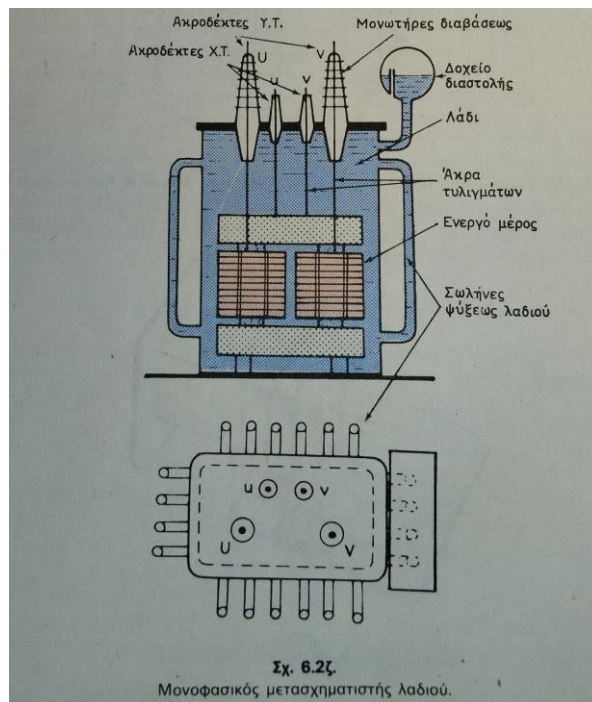 Ακροδέκτες Υ.Τ.
Μονωτήρες διαβάσεως
Ακροδέκτες Χ.Τ.
U
u
v
V
Δοχείο
διαστολής
Λάδι
Άκρα
τυλιγμάτων
Ενεργό μέρος
Σωλήνες
ψύξεως λαδιού
u
v
U
V
Σχ. 6.2ζ.
Μονοφασικός μετασχηματιστής λαδιού.